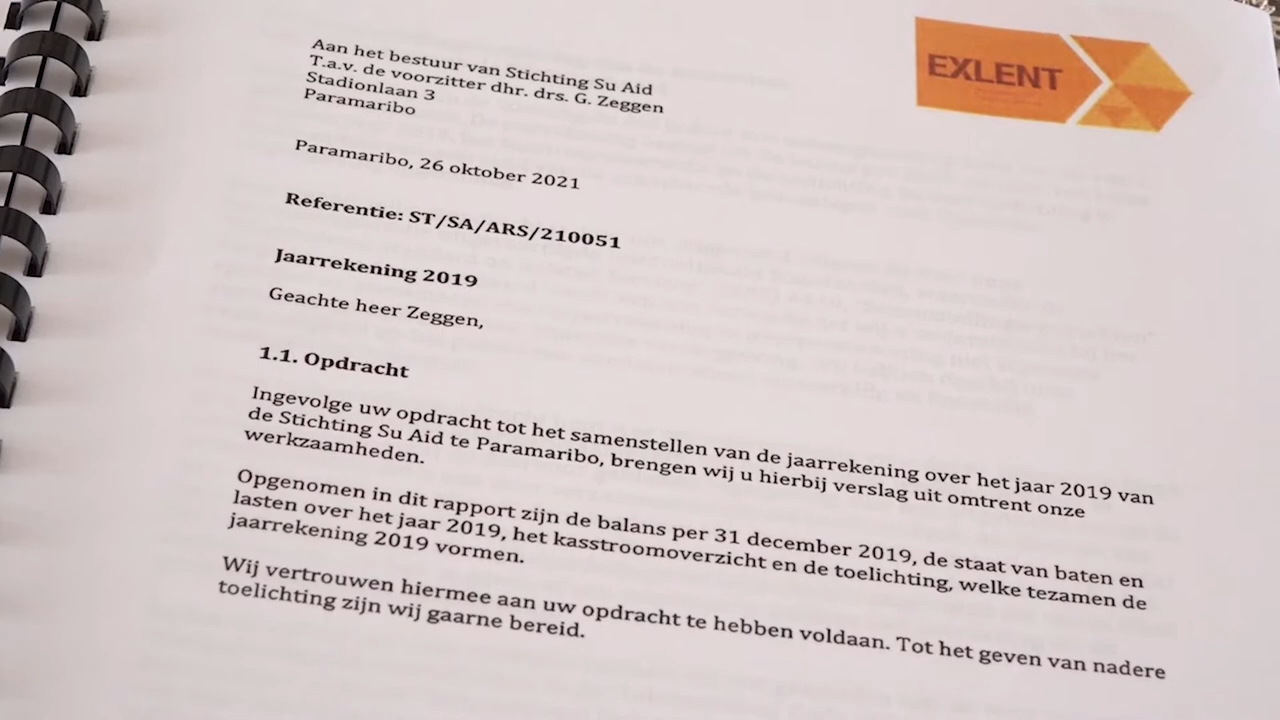 EXLENT
Aan het bestuur van Stichting Su Aid
T.a.v. de voorzitter dhr. drs. G. Zeggen
Stadionlaan 3
Paramaribo
Paramaribo, 26 oktober 2021
Referentie: ST/SA/ARS/210051
Jaarrekening 2019
Geachte heer Zeggen,
1.1. Opdracht
Ingevolge uw opdracht tot het samenstellen van de jaarrekening over het jaar 2019 van
de Stichting Su Aid te Paramaribo, brengen wij u hierbij verslag uit omtrent onze
werkzaamheden.
Opgenomen in dit rapport zijn de balans per 31 december 2019, de staat van baten en
lasten over het jaar 2019, het kasstroomoverzicht en de toelichting, welke tezamen de
jaarrekening 2019 vormen.
Wij vertrouwen hiermee aan uw opdracht te hebben voldaan. Tot het geven van nadere
toelichting zijn wij gaarne bereid.